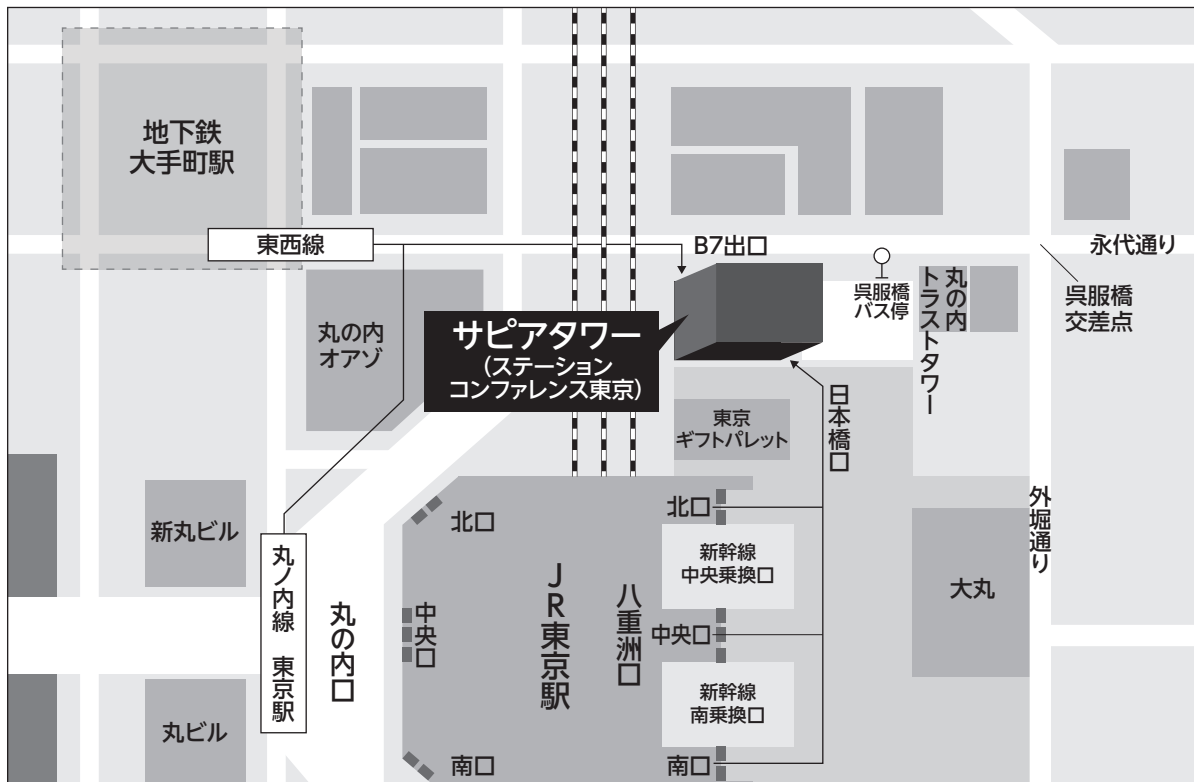 地下鉄
大手町駅
東西線
B7出口
永代通り
呉服橋
バス停
丸の内
トラストタワー
呉服橋
交差点
丸の内
オアゾ
サピアタワー
(ステーション
コンファレンス東京)
東京
ギフトパレット
日本橋口
外堀通り
新丸ビル
丸ノ内線 東京駅
丸の内口
北口
中央口
南口
JR東京駅
八重洲口
北口
新幹線
中央乗換口
中央口
新幹線
南乗換口
南口
大丸
丸ビル